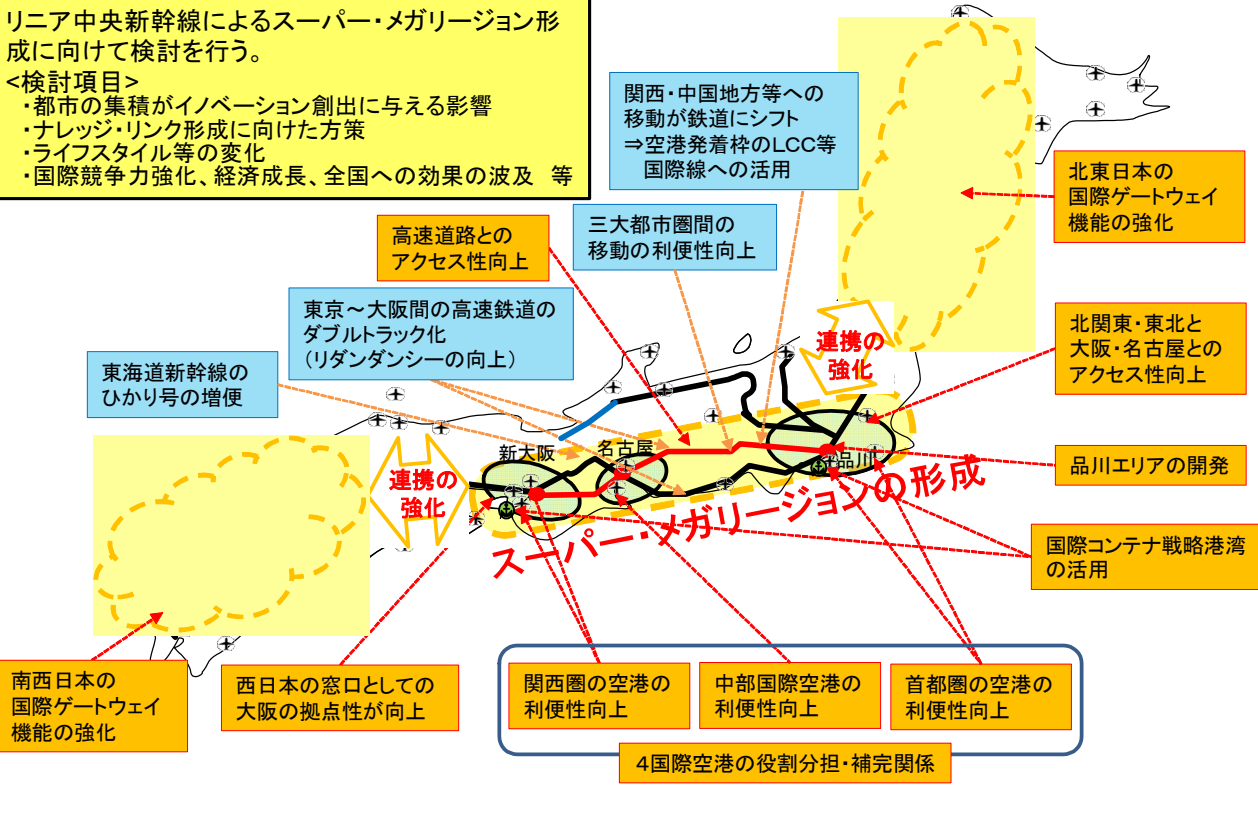 リニア中央新幹線によるスーパー・メガリージョン形
成に向けて検討を行う。
<検討項目>
・都市の集積がイノベーション創出に与える影響
・ナレッジ・リンク形成に向けた方策
・ライフスタイル等の変化
・国際競争力強化、経済成長、全国への効果の波及　等
関西・中国地方等への
移動が鉄道にシフト
⇒空港発着枠のLCC等
国際線への活用
北東日本の
国際ゲートウェイ
機能の強化
高速道路との
アクセス性向上
三大都市圏間の
移動の利便性向上
東京～大阪間の高速鉄道の
ダブルトラック化
（リダンダンシーの向上）
連携の
強化
北関東・東北と
大阪・名古屋との
アクセス性向上
東海道新幹線の
ひかり号の増便
新大阪
名古屋
品川
品川エリアの開発
連携の
強化
スーパー・メガリージョンの形成
国際コンテナ戦略港湾
の活用
南西日本の
国際ゲートウェイ
機能の強化
西日本の窓口としての
大阪の拠点性が向上
関西圏の空港の
利便性向上
中部国際空港の
利便性向上
首都圏の空港の
利便性向上
４国際空港の役割分担・補完関係